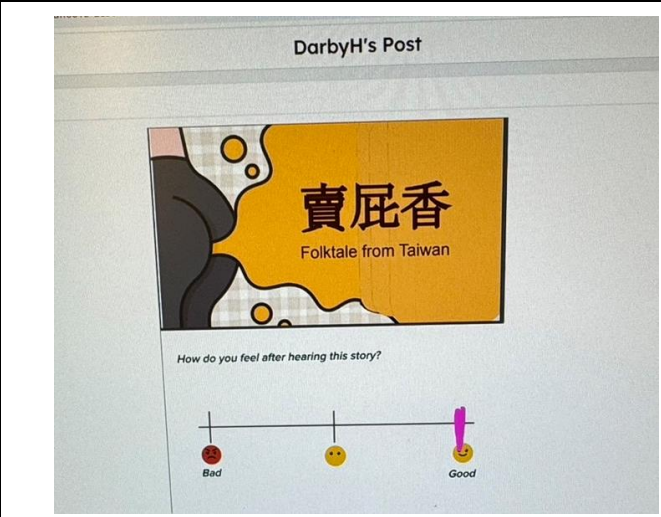 DarbyH's Post
賣屁香
Folktale from Taiwan
How do you feel after hearing this story?
Bad
Good